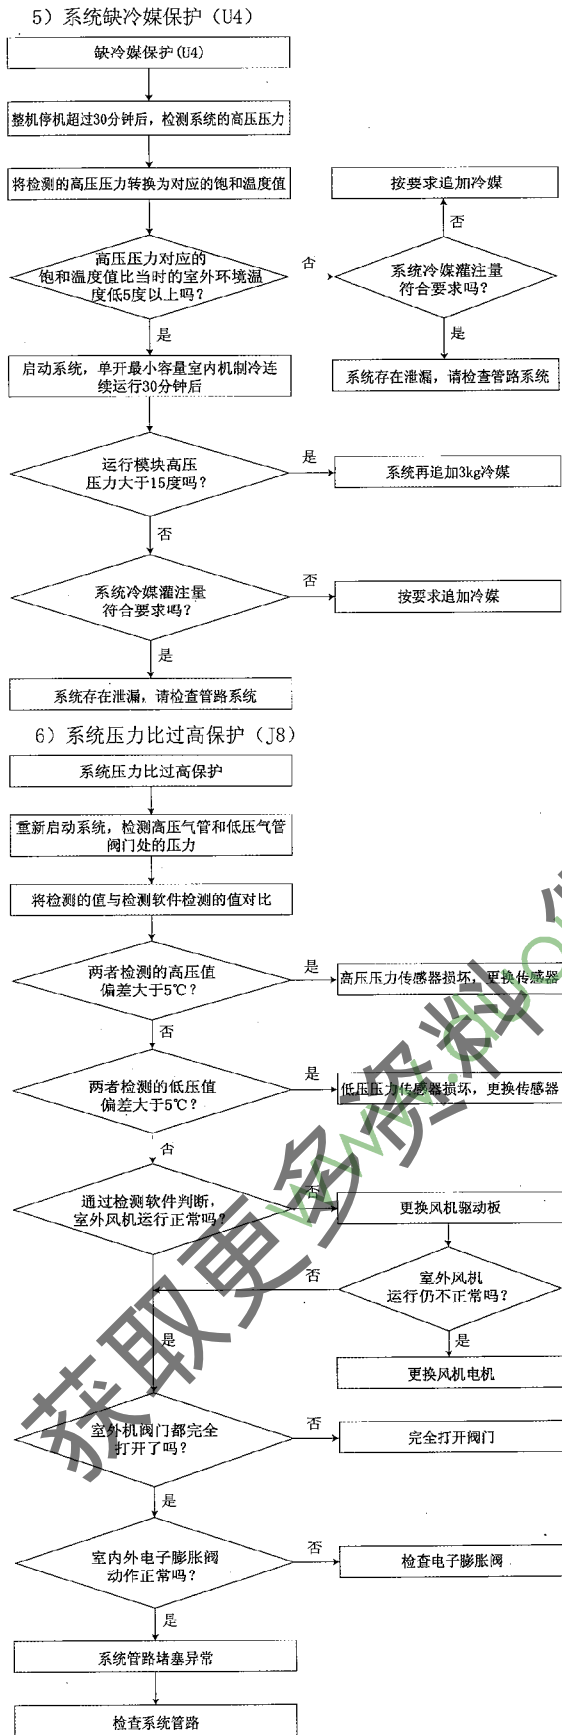 5）系统缺冷媒保护（U4）
缺冷媒保护(U4)
整机停机超过30分钟后，检测系统的高压压力
将检测的高压压力转换为对应的饱和温度值
按要求追加冷媒
否
高压压力对应的
饱和温度值比当时的室外环境温
度低5度以上吗？
否
系统冷媒灌注量
符合要求吗？
是
是
启动系统，单开最小容量室内机制冷连
续运行30分钟后
系统存在泄漏，请检查管路系统
运行模块高压
压力大于15度吗？
是
系统再追加3kg冷媒
否
系统冷媒灌注量
符合要求吗？
否
按要求追加冷媒
是
系统存在泄漏，请检查管路系统
6）系统压力比过高保护（J8）
系统压力比过高保护
重新启动系统，检测高压气管和低压气管
阀门处的压力
将检测的值与检测软件检测的值对比
两者检测的高压值
偏差大于5℃？
是
高压压力传感器损坏，更换传感器
否
两者检测的低压值
偏差大于5℃？
是
低压压力传感器损坏，更换传感器
否
通过检测软件判断，
室外风机运行正常吗？
否
更换风机驱动板
室外风机
运行仍不正常吗？
否
是
是
更换风机电机
室外机阀门都完全
打开了吗？
否
完全打开阀门
是
室内外电子膨胀阀
动作正常吗？
否
检查电子膨胀阀
是
系统管路堵塞异常
检查系统管路
获取更多资料
www.